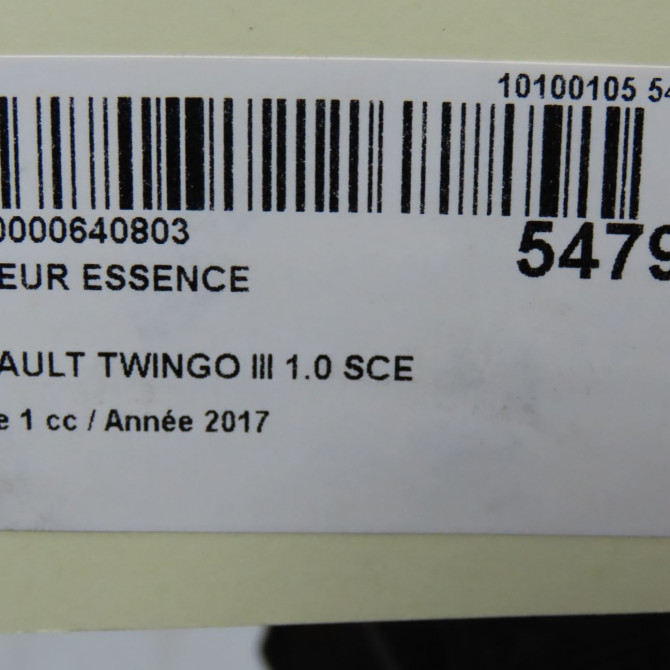 10100105 54
0000640803
5479
EUR ESSENCE
AULT TWINGO III 1.0 SCE
e 1 cc / Année 2017